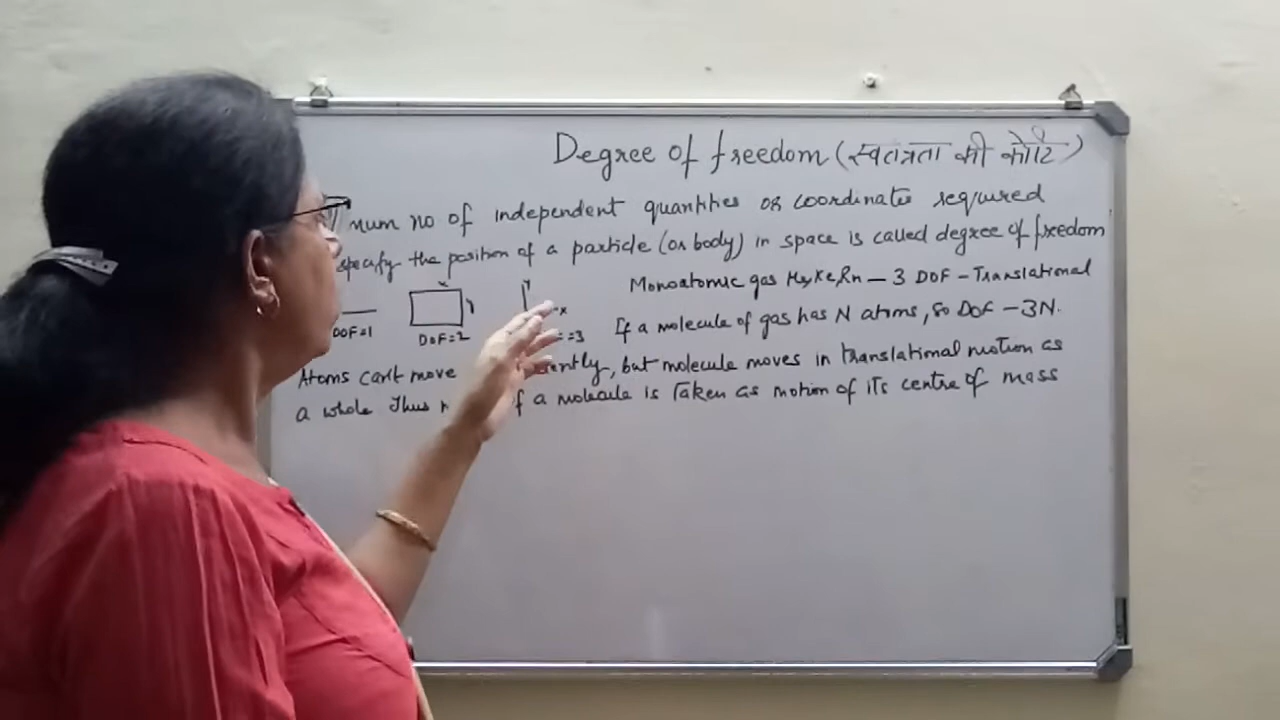 Degree of freedom (स्वतंत्रता की कोटि)
num no of independent quantities or coordinates required
specify the position of a particle (or body) in space is called degree of freedom
x
y
DOF=1
DOF=2
y
x
=3
Monoatomic gas He, Xe, Rn – 3 DOF – Translational
If a molecule of gas has N atoms, so DOF – 3N.
Atoms can't move ently, but molecule moves in translational motion as
a whole Thus of a molecule is Taken as motion of its centre of mass